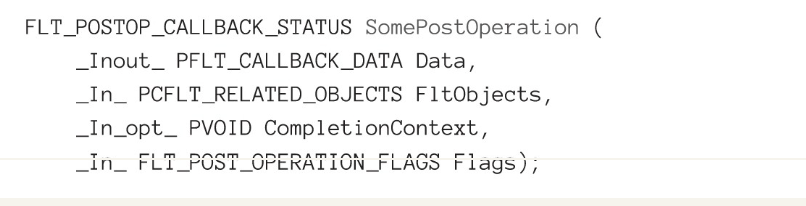 FLT_POSTOP_CALLBACK_STATUS SomePostOperation (
_Inout_ PFLT_CALLBACK_DATA Data,
_In_ PCFLT_RELATED_OBJECTS FltObjects,
_In_opt_ PVOID CompletionContext,
_In_ FLT_POST_OPERATION_FLAGS Flags);